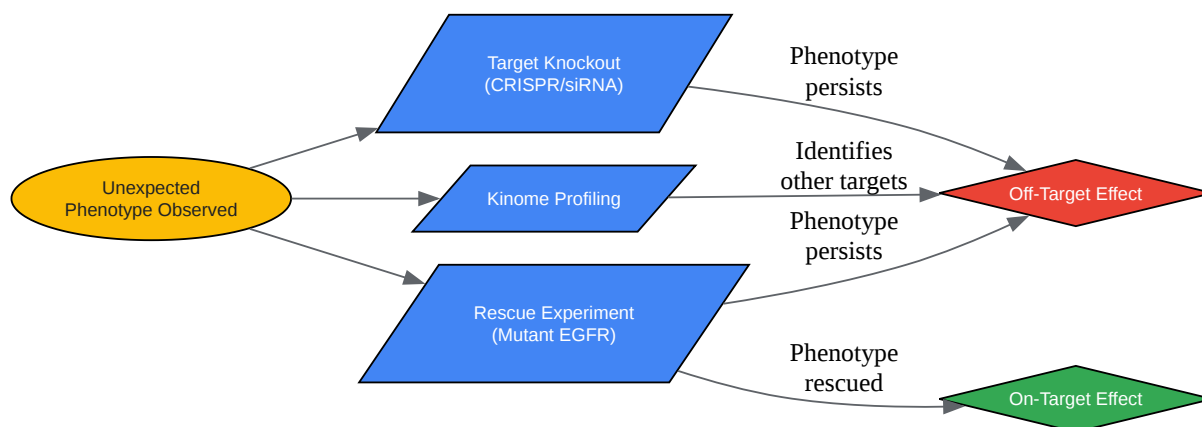 Unexpected
Phenotype Observed
Target Knockout
(CRISPR/siRNA)
Kinome Profiling
Rescue Experiment
(Mutant EGFR)
Phenotype
persists
Identifies
other targets
Phenotype
persists
Phenotype
rescued
Off-Target Effect
On-Target Effect